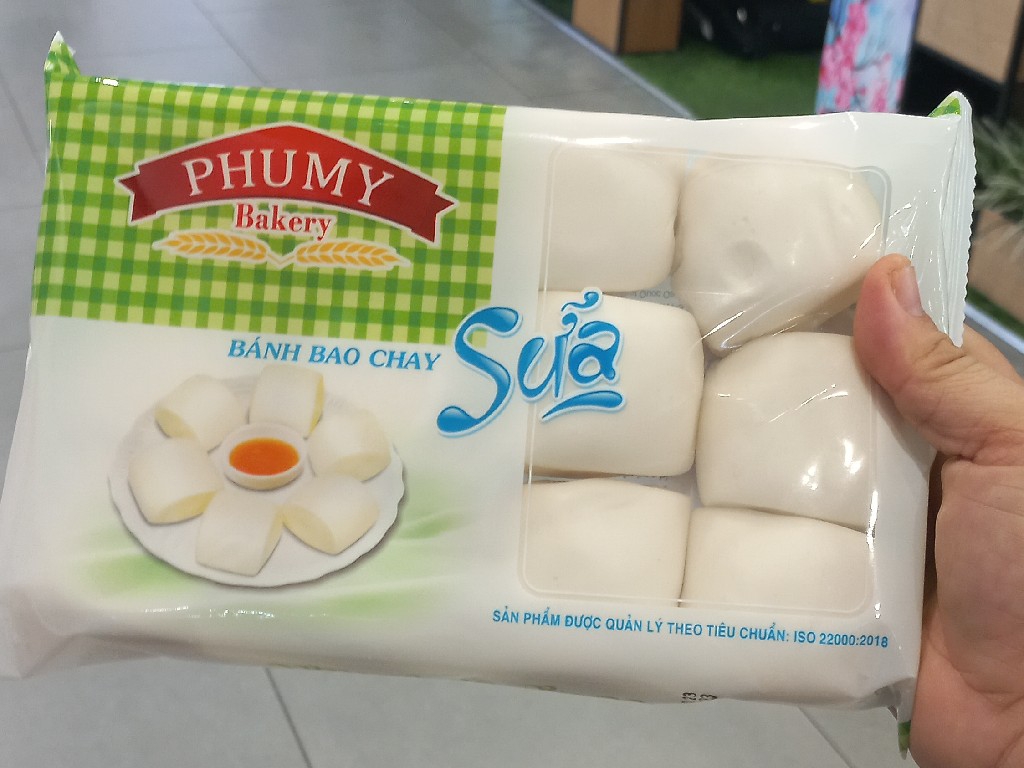 PHUMY
Bakery
BÁNH BAO CHAY
Sữa
SẢN PHẨM ĐƯỢC QUẢN LÝ THEO TIÊU CHUẨN: ISO 22000:2018